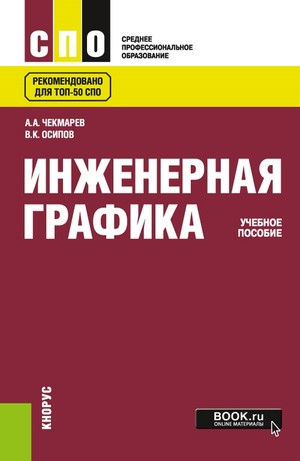 СПО
СРЕДНЕЕ
ПРОФЕССИОНАЛЬНОЕ
ОБРАЗОВАНИЕ
РЕКОМЕНДОВАНО
ДЛЯ ТОП-50 СПО
А.А. ЧЕКМАРЕВ
В.К. ОСИПОВ
ИНЖЕНЕРНАЯ
ГРАФИКА
УЧЕБНОЕ
ПОСОБИЕ
КНОРУС
BOOK.ru
ONLINE МАТЕРИАЛЫ